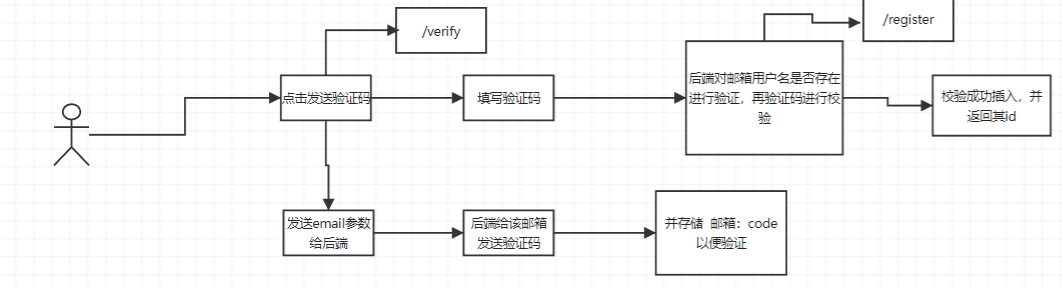 /verify
/register
点击发送验证码
填写验证码
后端对邮箱用户名是否存在
进行验证，再验证码进行校
验
校验成功插入，并
返回其id
发送email参数
给后端
后端给该邮箱
发送验证码
并存储 邮箱：code
以便验证